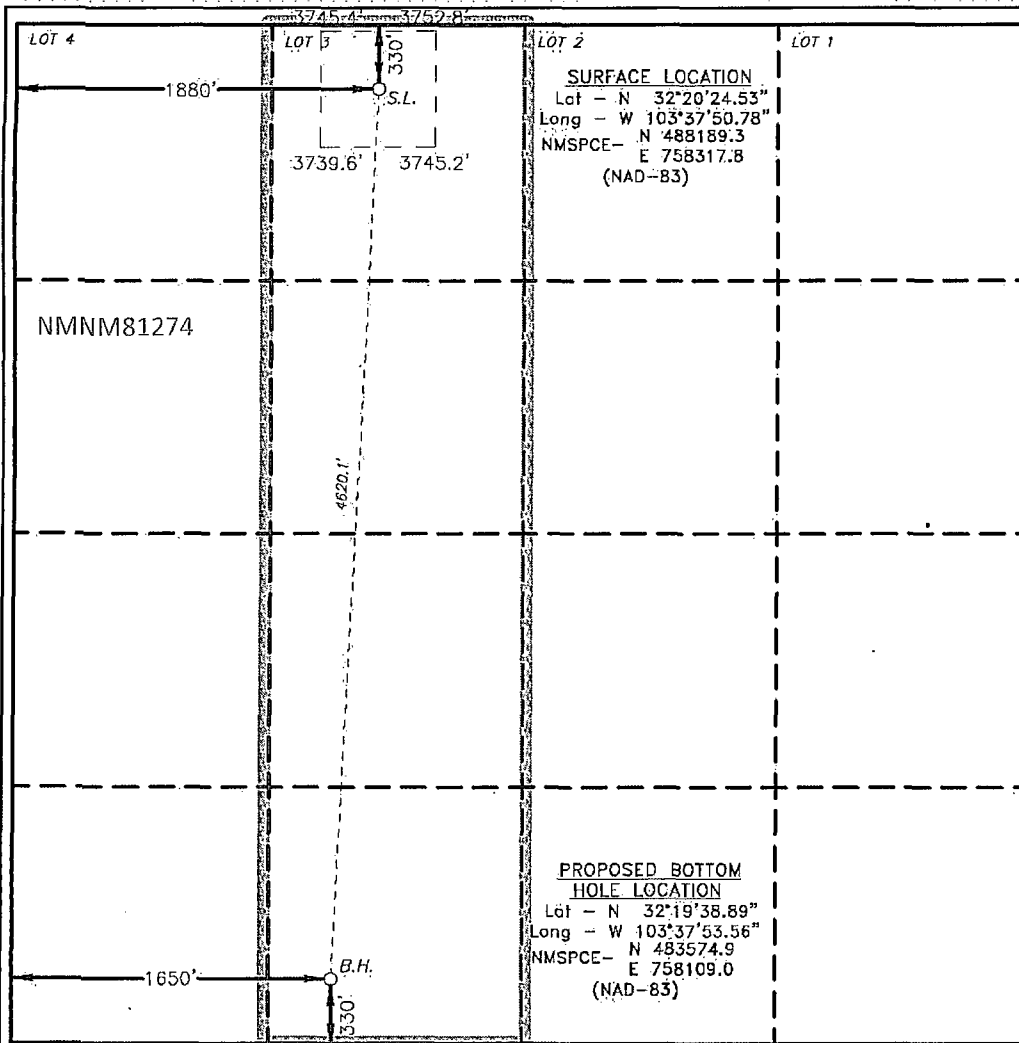 3745.4' 3752.8'
LOT 4
LOT 3
LOT 2
LOT 1
330'
1880'
S.L.
SURFACE LOCATION
Lat - N 32°20'24.53"
Long - W 103°37'50.78"
NMSPCE- N 488189.3
E 758317.8
(NAD-83)
3739.6' 3745.2'
NMNM81274
4620.1'
PROPOSED BOTTOM
HOLE LOCATION
Lat - N 32°19'38.89"
Long - W 103°37'53.56"
NMSPCE- N 483574.9
E 758109.0
(NAD-83)
1650'
B.H.
330'